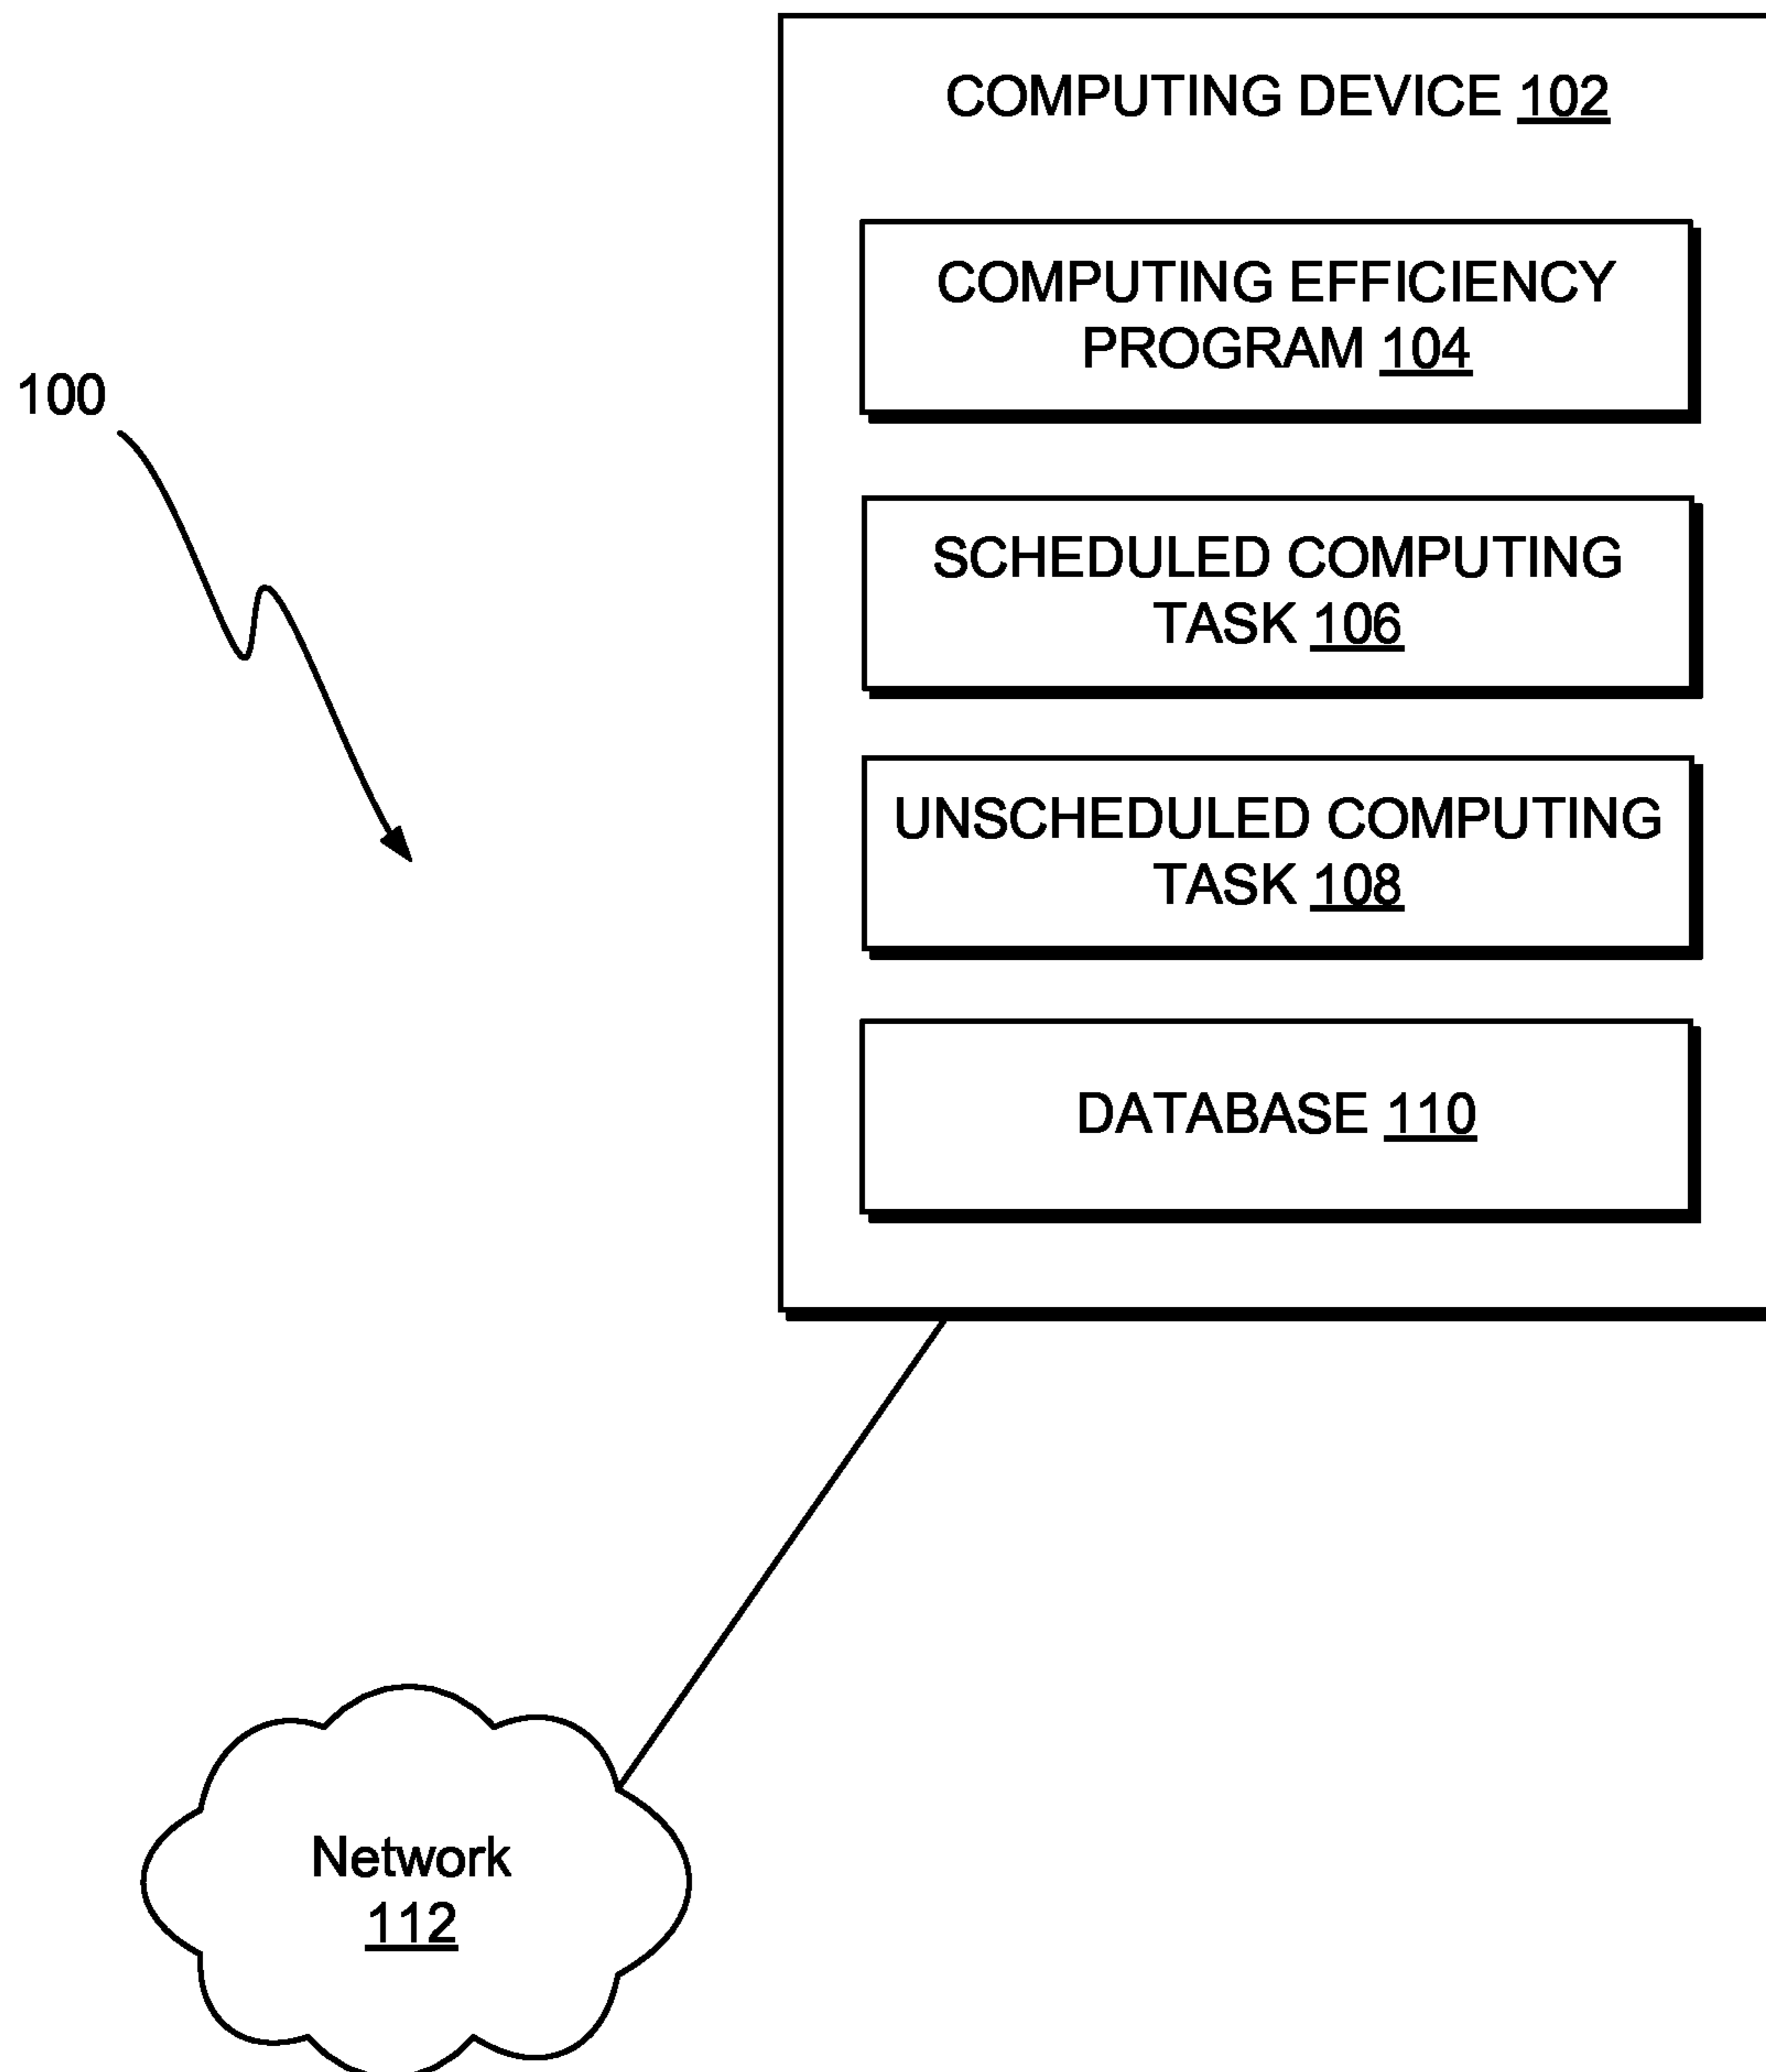 COMPUTING DEVICE 102
COMPUTING EFFICIENCY
PROGRAM 104
100
SCHEDULED COMPUTING
TASK 106
UNSCHEDULED COMPUTING
TASK 108
DATABASE 110
Network
112